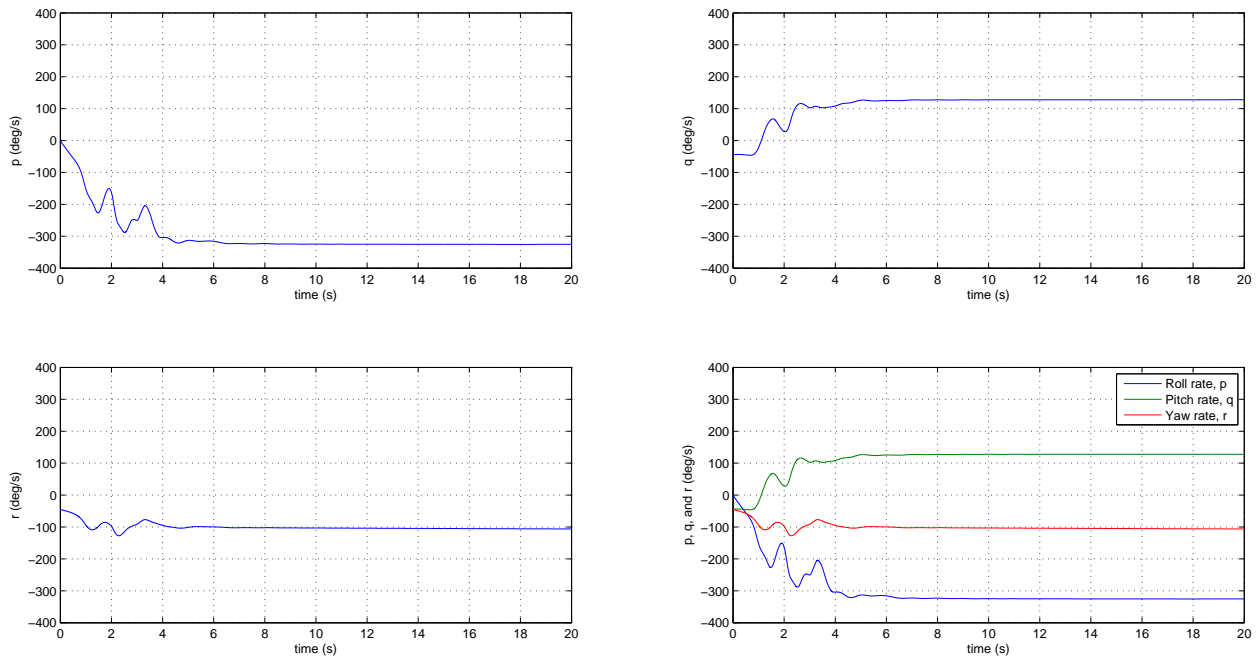 400
300
200
100
0
−100
−200
−300
−400
0 2 4 6 8 10 12 14 16 18 20
time (s)
p (deg/s)
400
300
200
100
0
−100
−200
−300
−400
0 2 4 6 8 10 12 14 16 18 20
time (s)
q (deg/s)
400
300
200
100
0
−100
−200
−300
−400
0 2 4 6 8 10 12 14 16 18 20
time (s)
r (deg/s)
400
300
200
100
0
−100
−200
−300
−400
0 2 4 6 8 10 12 14 16 18 20
time (s)
p, q, and r (deg/s)
Roll rate, p
Pitch rate, q
Yaw rate, r